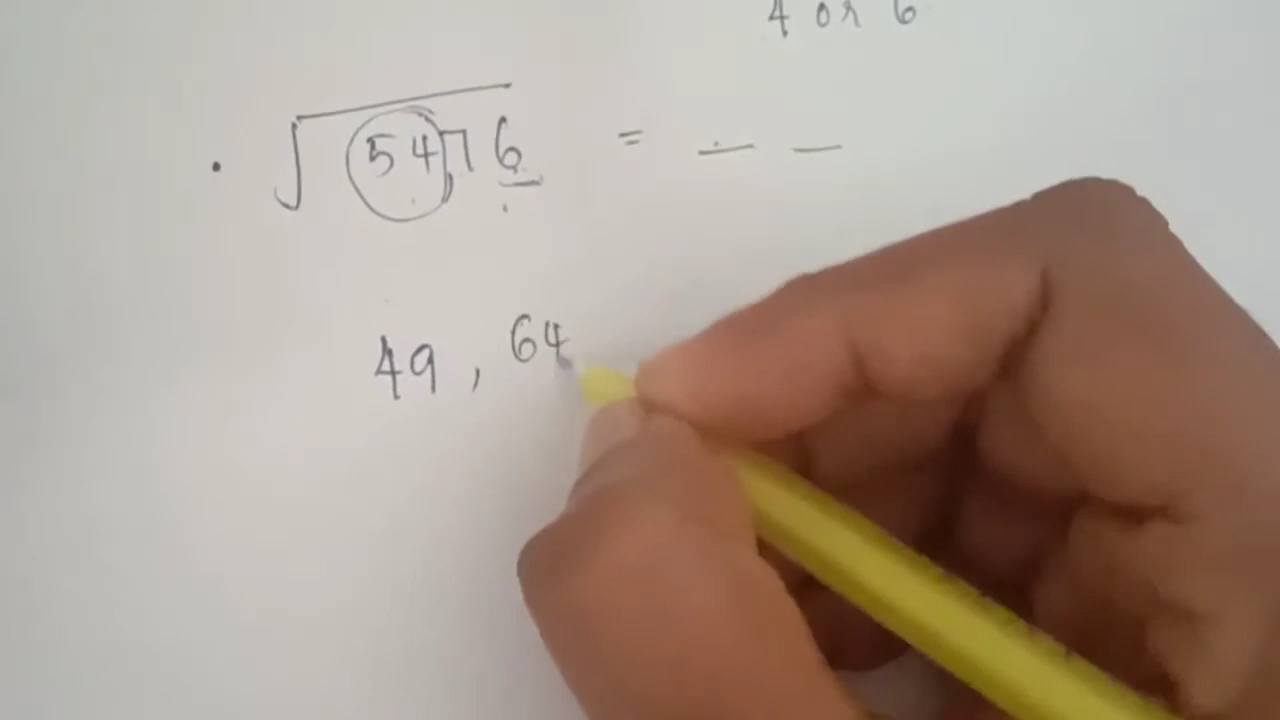 4 or 6
. √5476 = _ _
49, 64